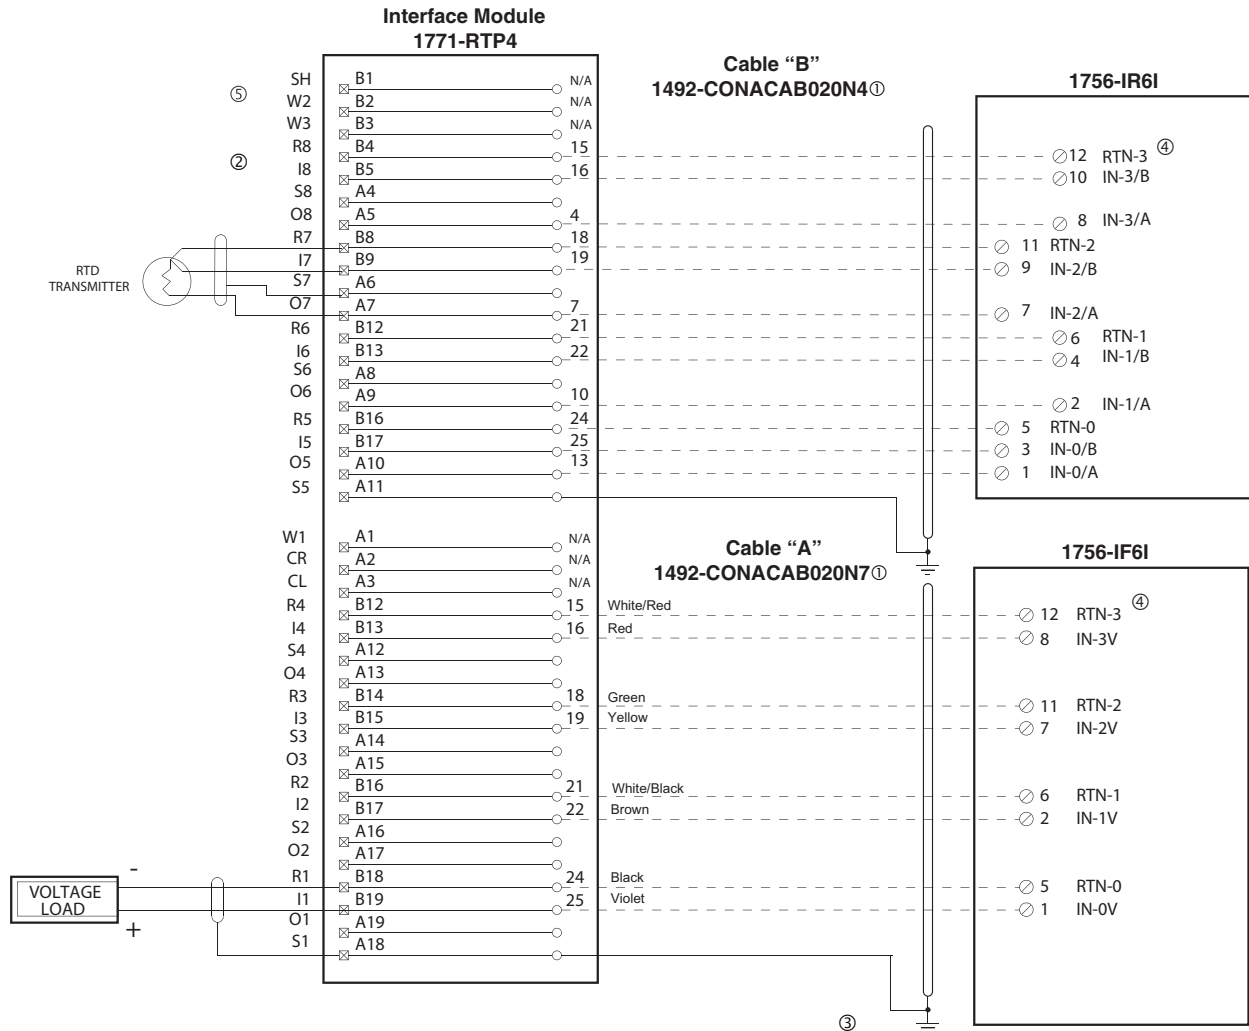 Interface Module
1771-RTP4
Cable “B”
1492-CONACAB020N4①
1756-IR6I
⑤
②
SH B1 N/A
W2 B2 N/A
W3 B3 N/A
R8 B4 15 12 RTN-3 ④
I8 B5 16 10 IN-3/B
S8 A4
O8 A5 4 8 IN-3/A
R7 B8 18 11 RTN-2
I7 B9 19 9 IN-2/B
RTD
TRANSMITTER
S7 A6
O7 A7 7 7 IN-2/A
R6 B12 21 6 RTN-1
I6 B13 22 4 IN-1/B
S6 A8
O6 A9 10 2 IN-1/A
R5 B16 24 5 RTN-0
I5 B17 25 3 IN-0/B
O5 A10 13 1 IN-0/A
S5 A11
Cable “A”
1492-CONACAB020N7①
1756-IF6I
W1 A1 N/A
CR A2 N/A
CL A3 N/A
R4 B12 15 White/Red 12 RTN-3 ④
I4 B13 16 Red 8 IN-3V
S4 A12
O4 A13
R3 B14 18 Green 11 RTN-2
I3 B15 19 Yellow 7 IN-2V
S3 A14
O3 A15
R2 B16 21 White/Black 6 RTN-1
I2 B17 22 Brown 2 IN-1V
S2 A16
O2 A17
R1 B18 24 Black 5 RTN-0
I1 B19 25 Violet 1 IN-0V
O1 A19
S1 A18
-
VOLTAGE
LOAD
+
③